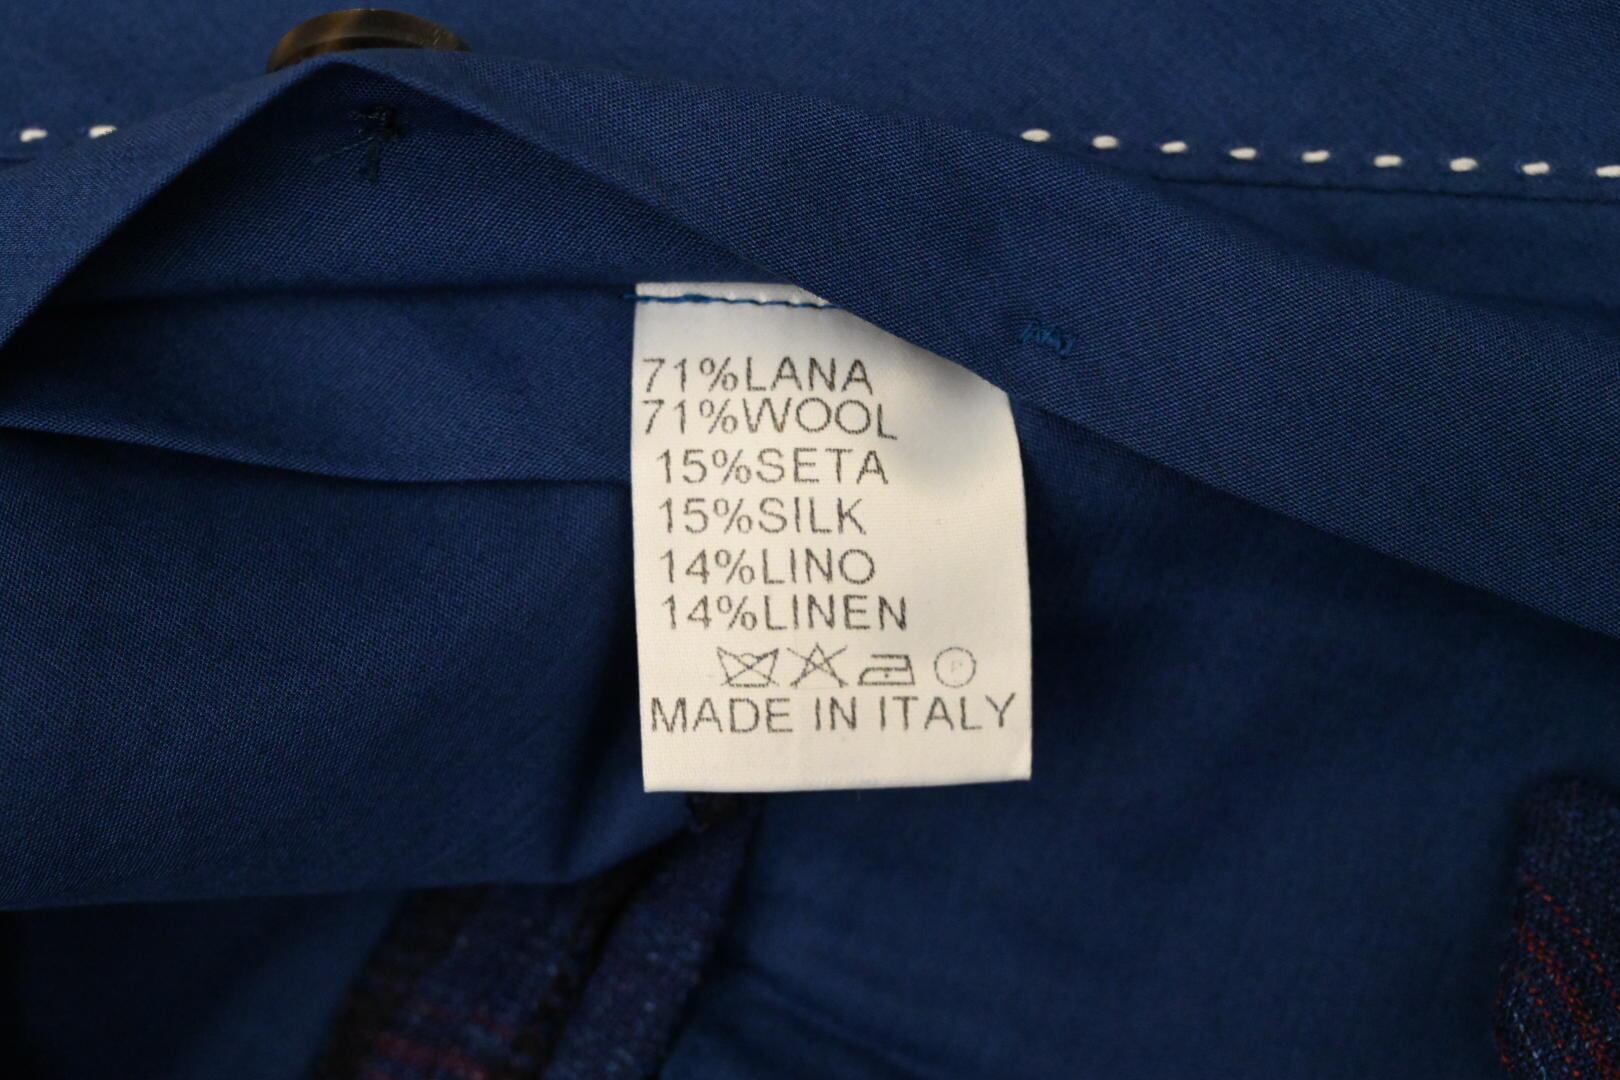 71%LANA
71%WOOL
15%SETA
15%SILK
14%LINO
14%LINEN
P
MADE IN ITALY